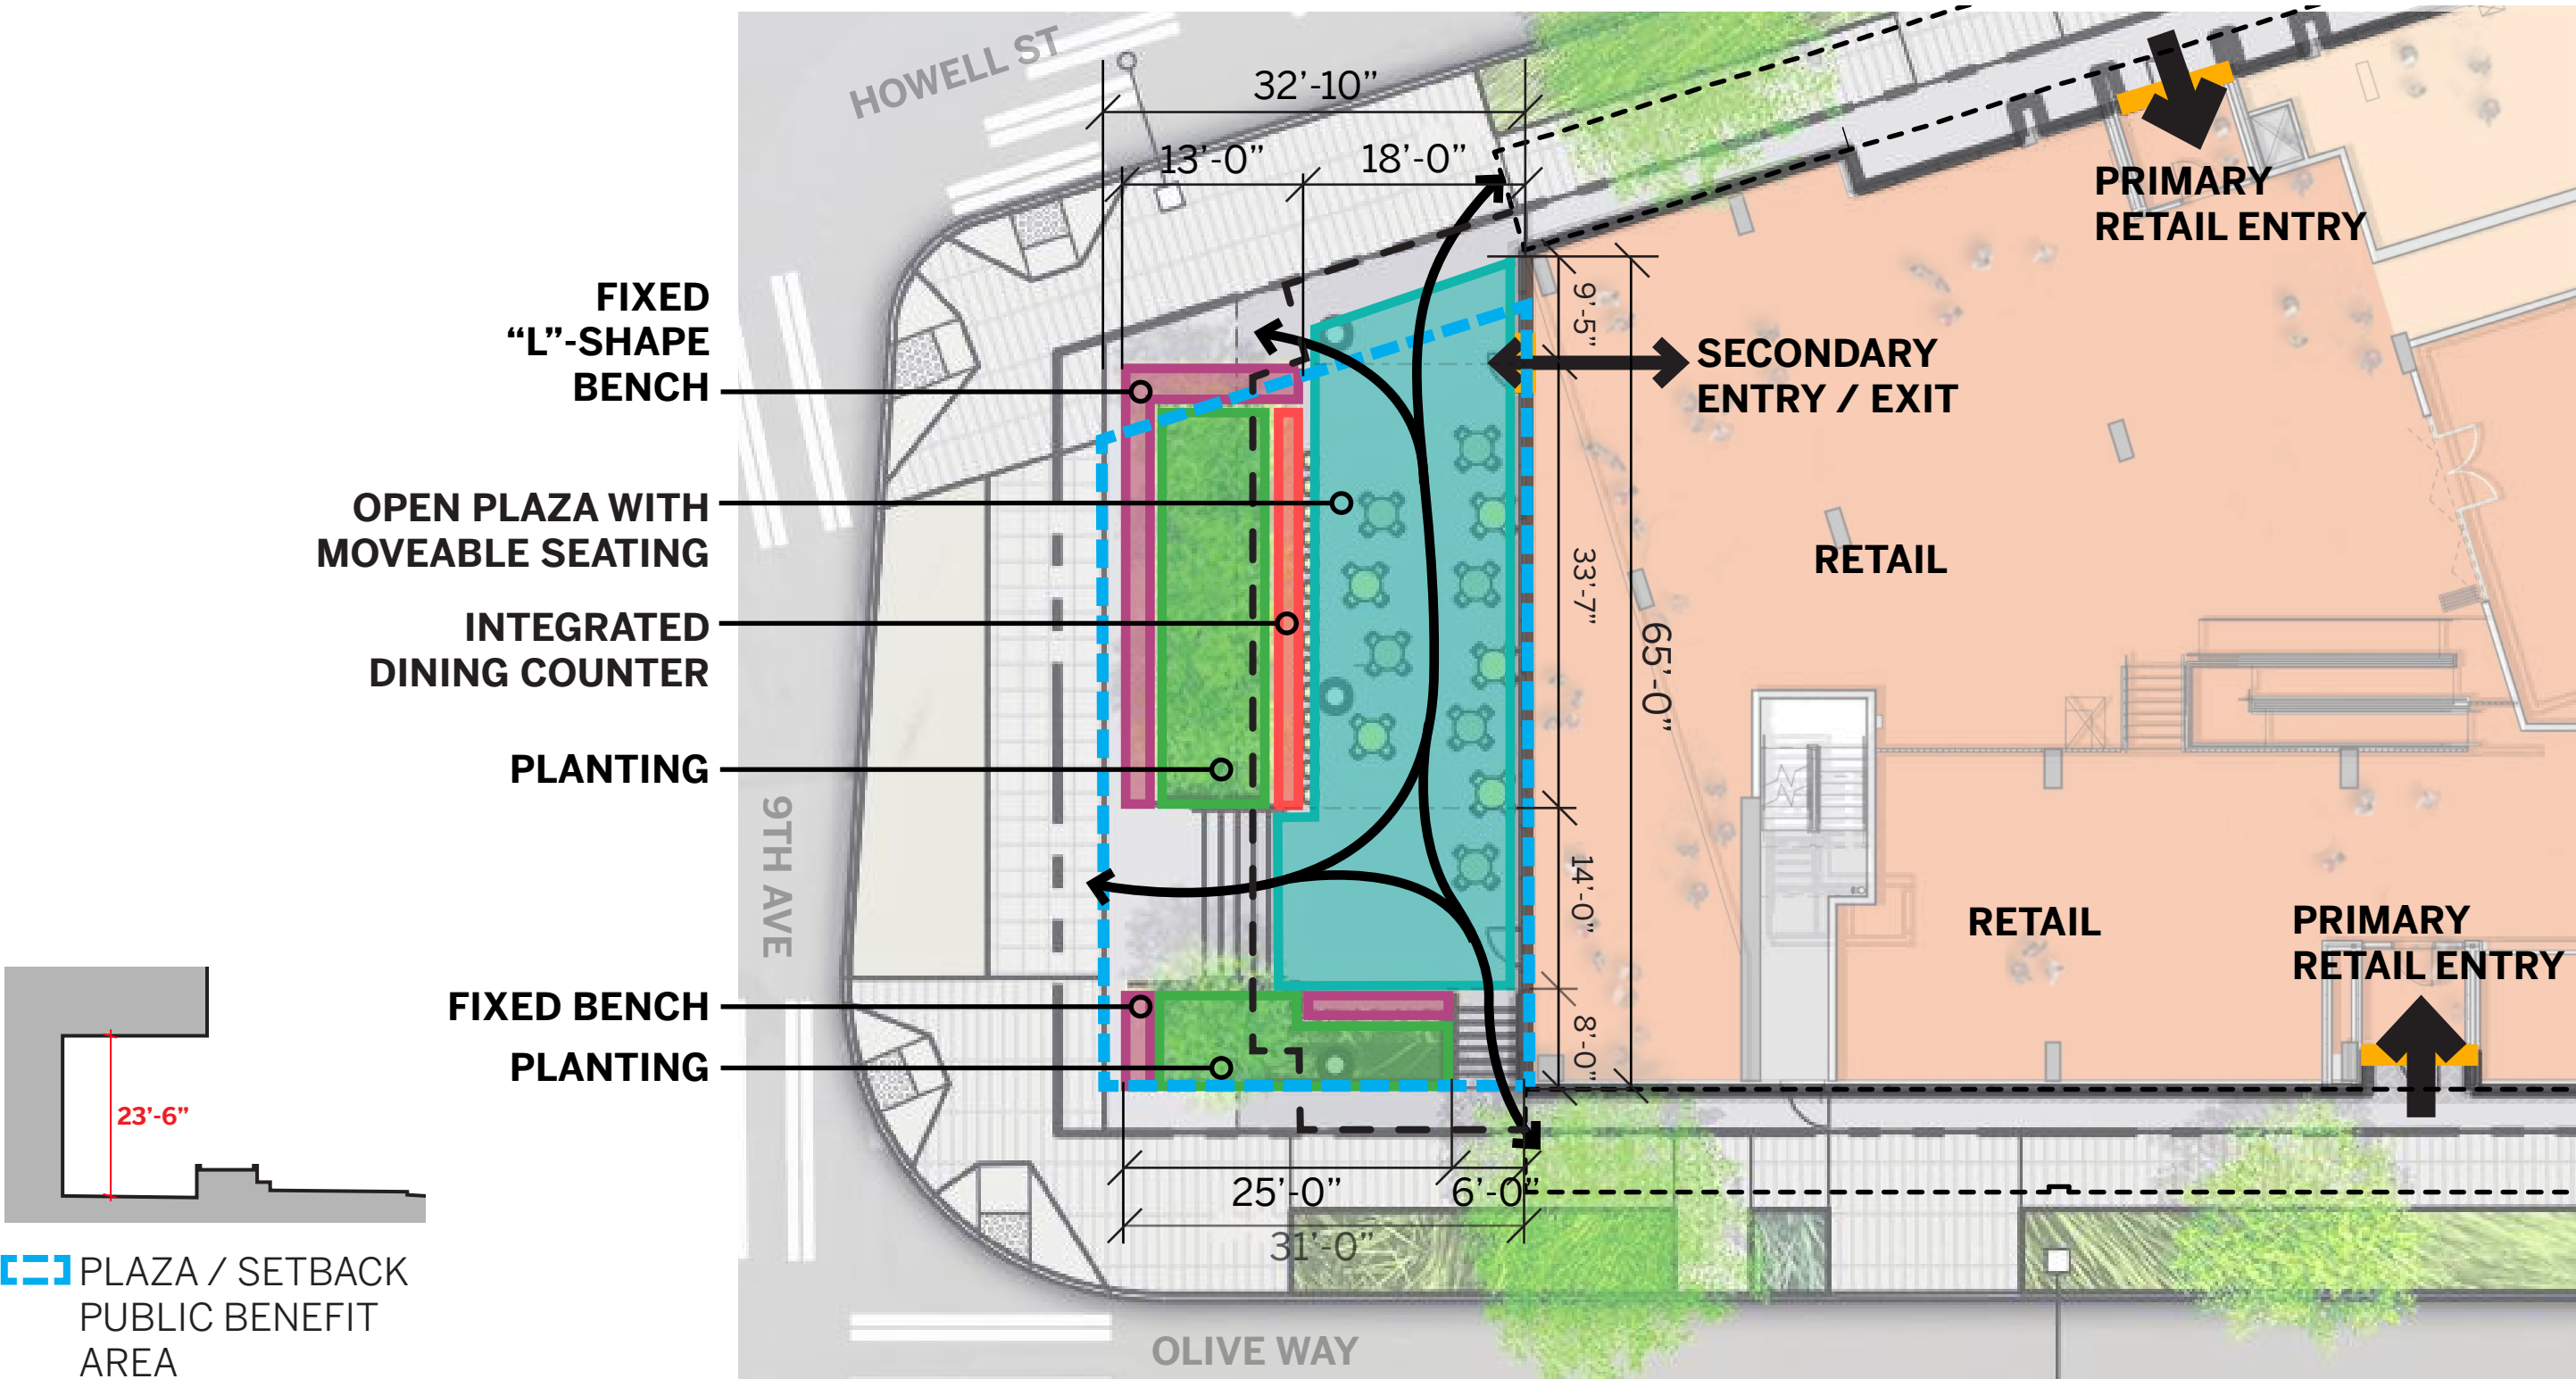 HOWELL ST
32'-10”
13'-0”
18'-0”
PRIMARY
RETAIL ENTRY
FIXED
“L”-SHAPE
BENCH
9'-5”
SECONDARY
ENTRY / EXIT
OPEN PLAZA WITH
MOVEABLE SEATING
33'-7”
RETAIL
INTEGRATED
DINING COUNTER
65'-0”
PLANTING
9TH AVE
14'-0”
RETAIL
PRIMARY
RETAIL ENTRY
FIXED BENCH
8'-0”
PLANTING
23'-6”
25'-0”
6'-0”
31'-0”
PLAZA / SETBACK
PUBLIC BENEFIT
AREA
OLIVE WAY